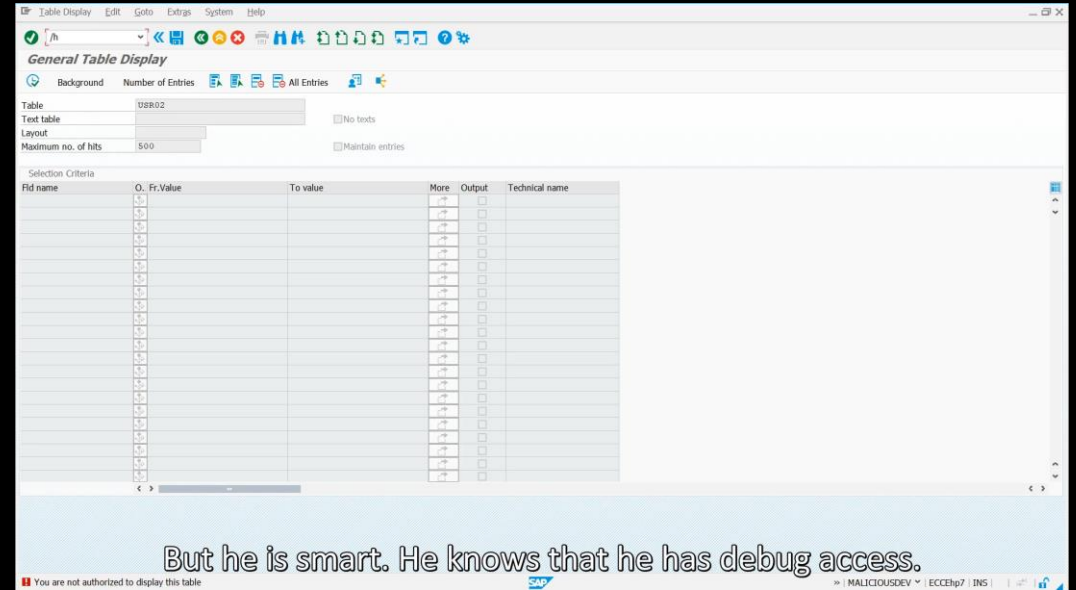 Table Display Edit Goto Extras System Help
/h
General Table Display
Background Number of Entries All Entries
Table USR02
Text table No texts
Layout
Maximum no. of hits 500 Maintain entries
Selection Criteria
Fld name O. Fr.Value To value More Output Technical name
But he is smart. He knows that he has debug access.
You are not authorized to display this table SAP » | MALICIOUSDEV | ECCEhp7 | INS |